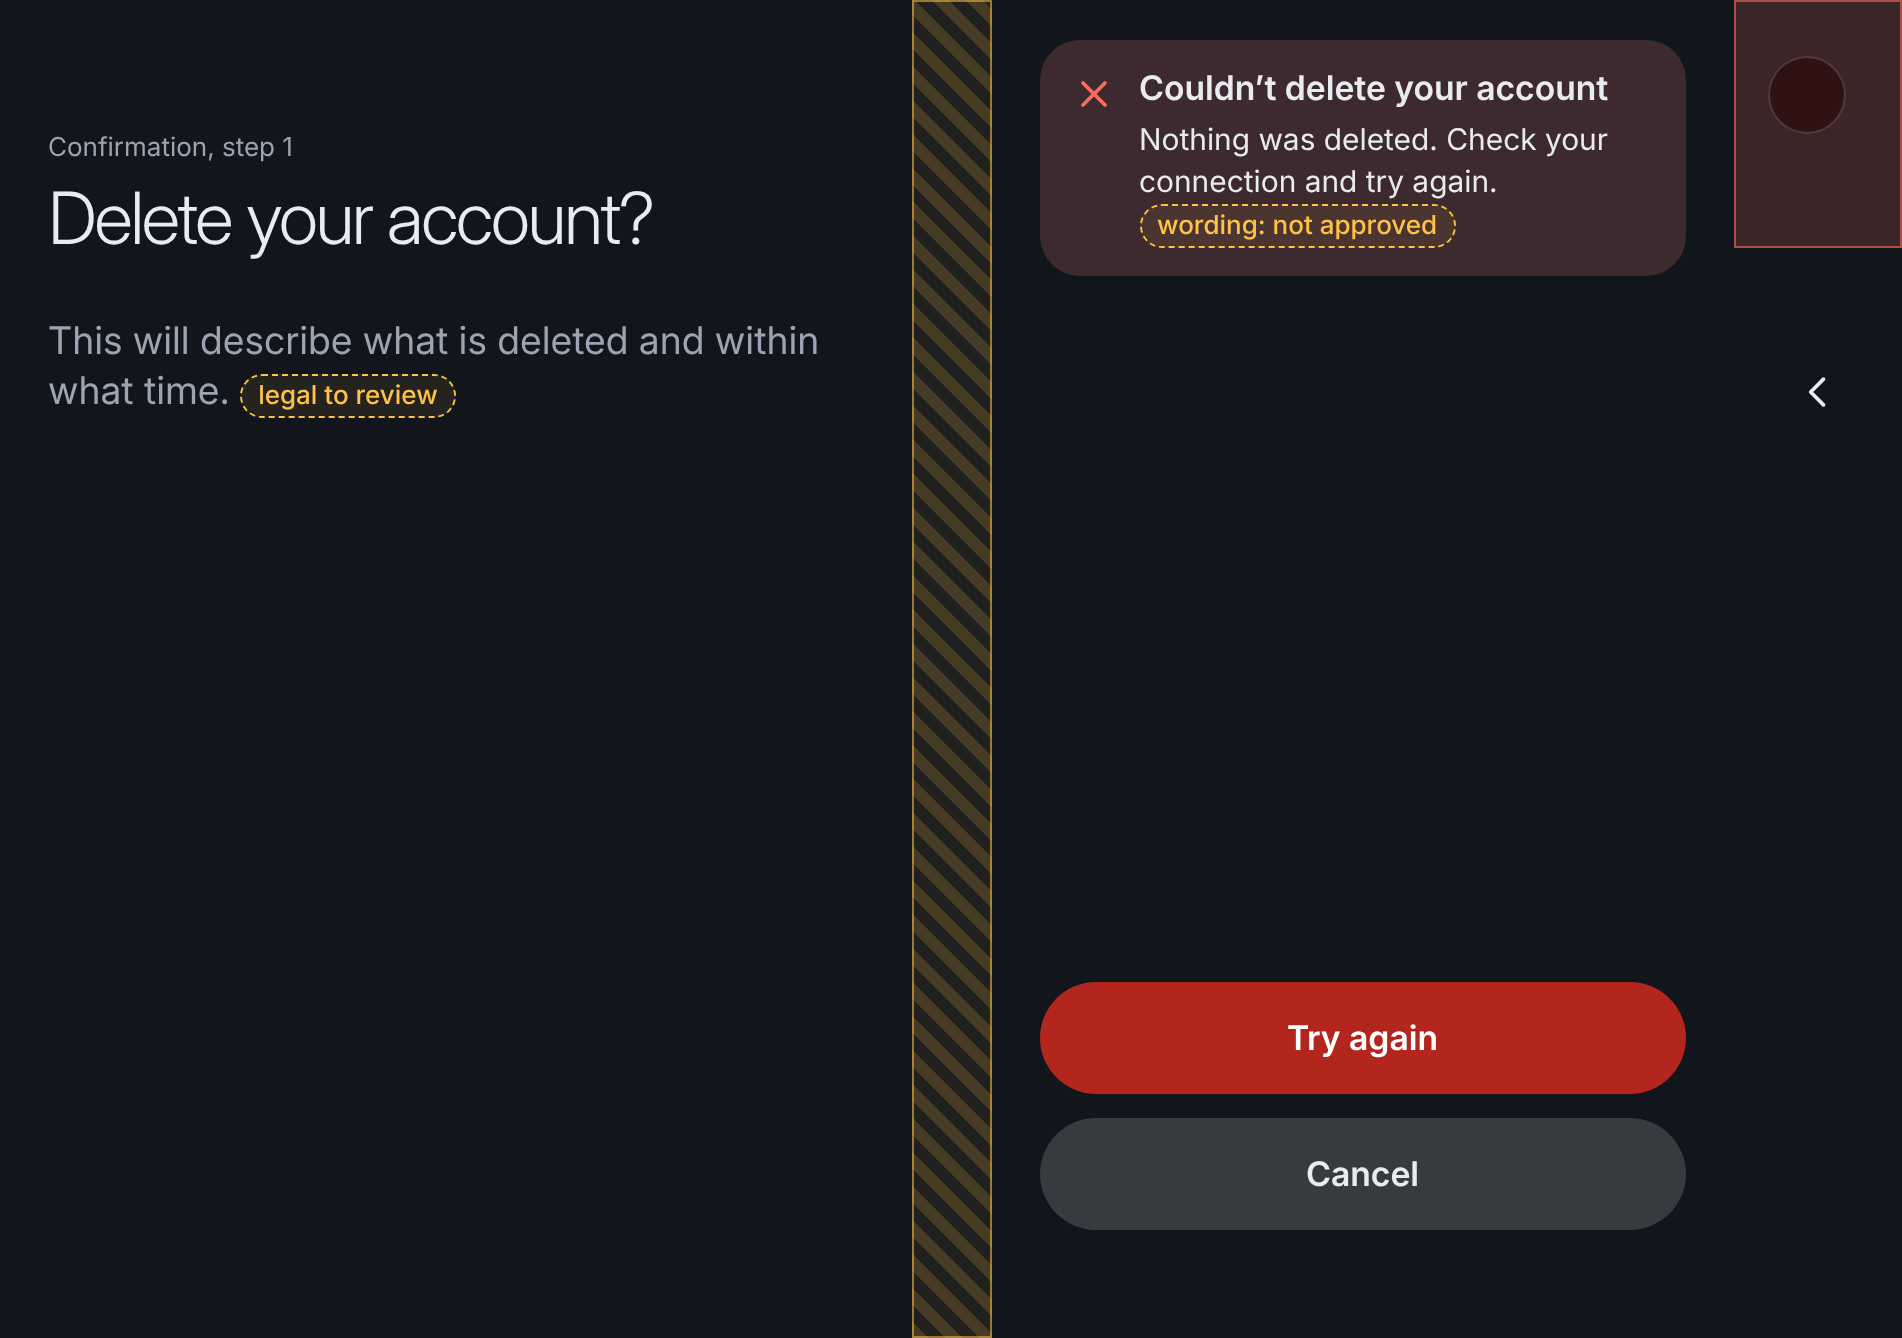 Confirmation, step 1
Delete your account?
This will describe what is deleted and within
what time. legal to review
Couldn’t delete your account
Nothing was deleted. Check your
connection and try again.
wording: not approved
Try again
Cancel